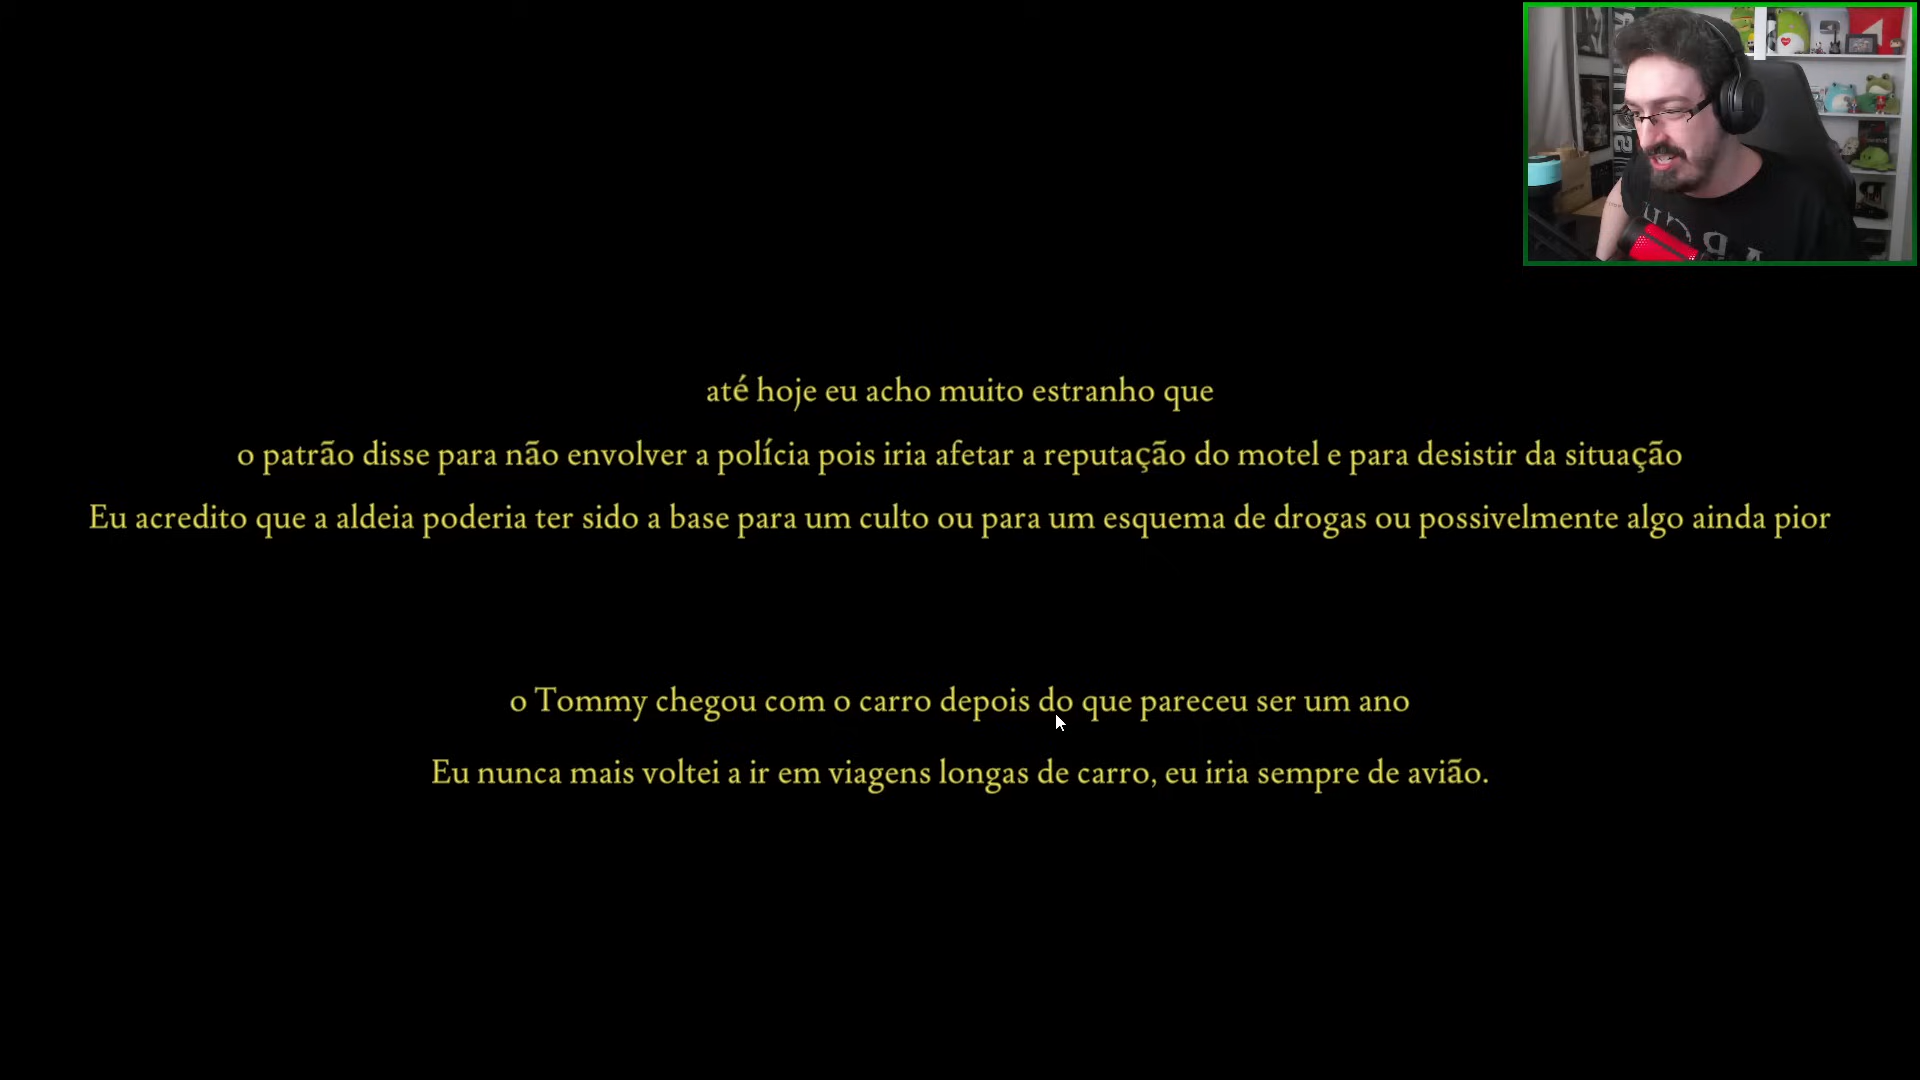 até hoje eu acho muito estranho que
o patrão disse para não envolver a polícia pois iria afetar a reputação do motel e para desistir da situação
Eu acredito que a aldeia poderia ter sido a base para um culto ou para um esquema de drogas ou possivelmente algo ainda pior
o Tommy chegou com o carro depois do que pareceu ser um ano
Eu nunca mais voltei a ir em viagens longas de carro, eu iria sempre de avião.